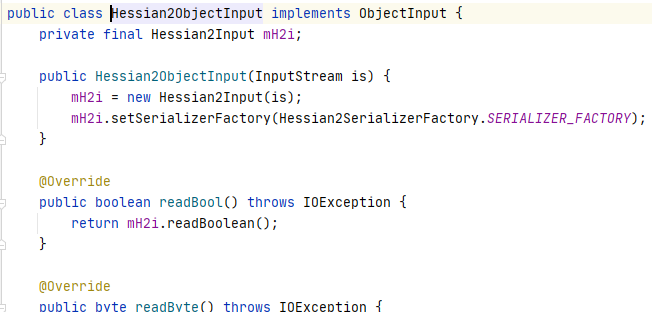 public class Hessian2ObjectInput implements ObjectInput {
    private final Hessian2Input mH2i;
    public Hessian2ObjectInput(InputStream is) {
        mH2i = new Hessian2Input(is);
        mH2i.setSerializerFactory(Hessian2SerializerFactory.SERIALIZER_FACTORY);
    }
    @Override
    public boolean readBool() throws IOException {
        return mH2i.readBoolean();
    }
    @Override
    public byte readByte() throws IOException {